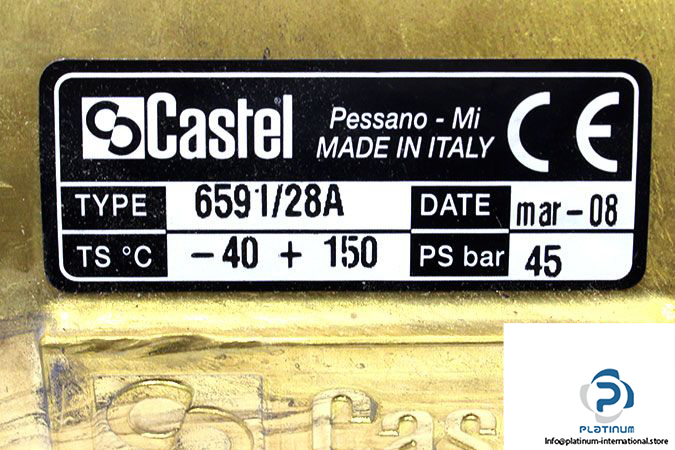 Castel Pessano - Mi CE
MADE IN ITALY
TYPE 6591/28A DATE mar-08
TS °C -40 + 150 PS bar 45
Cas
PLATINUM
Info@platinum-international.store